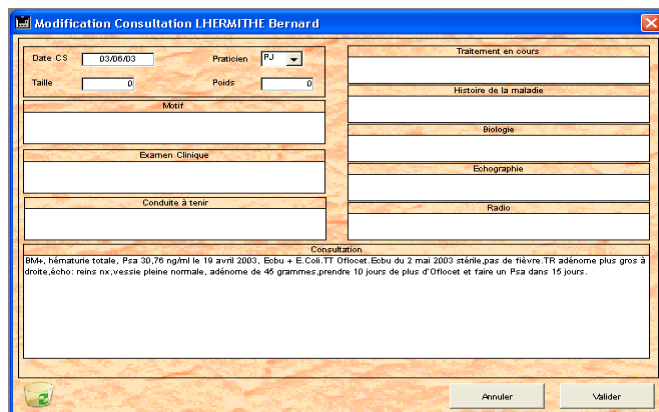 Modification Consultation LHERMITHE Bernard
Date CS 03/06/03 Praticien PJ
Taille 0 Poids 0
Motif
Examen Clinique
Conduite à tenir
Traitement en cours
Histoire de la maladie
Biologie
Echographie
Radio
Consultation
BM+, hématurie totale, Psa 30,76 ng/ml le 19 avril 2003, Ecbu + E.Coli.TT Oflocet.Ecbu du 2 mai 2003 stérile,pas de fièvre.TR adénome plus gros à
droite,écho: reins nx,vessie pleine normale, adénome de 45 grammes,prendre 10 jours de plus d'Oflocet et faire un Psa dans 15 jours.
Annuler Valider